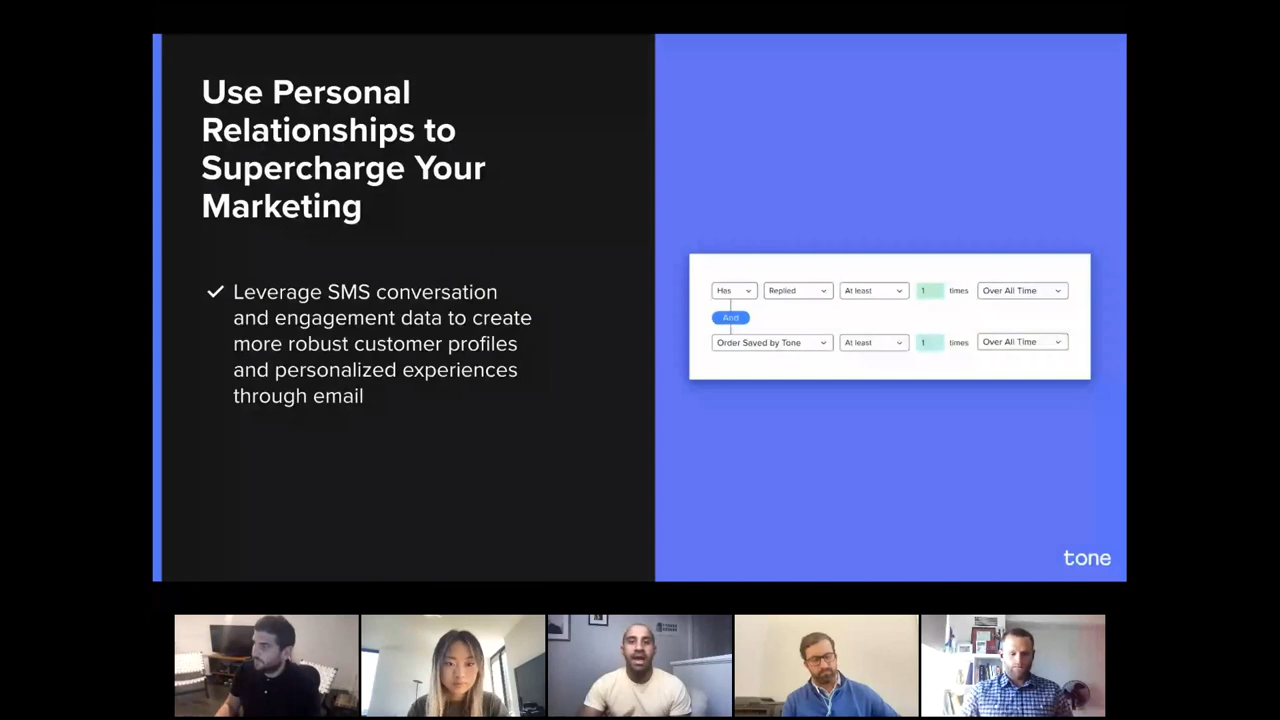 Use Personal
Relationships to
Supercharge Your
Marketing
Leverage SMS conversation
and engagement data to create
more robust customer profiles
and personalized experiences
through email
Has Replied At least 1 times Over All Time
And
Order Saved by Tone At least 1 times Over All Time
tone